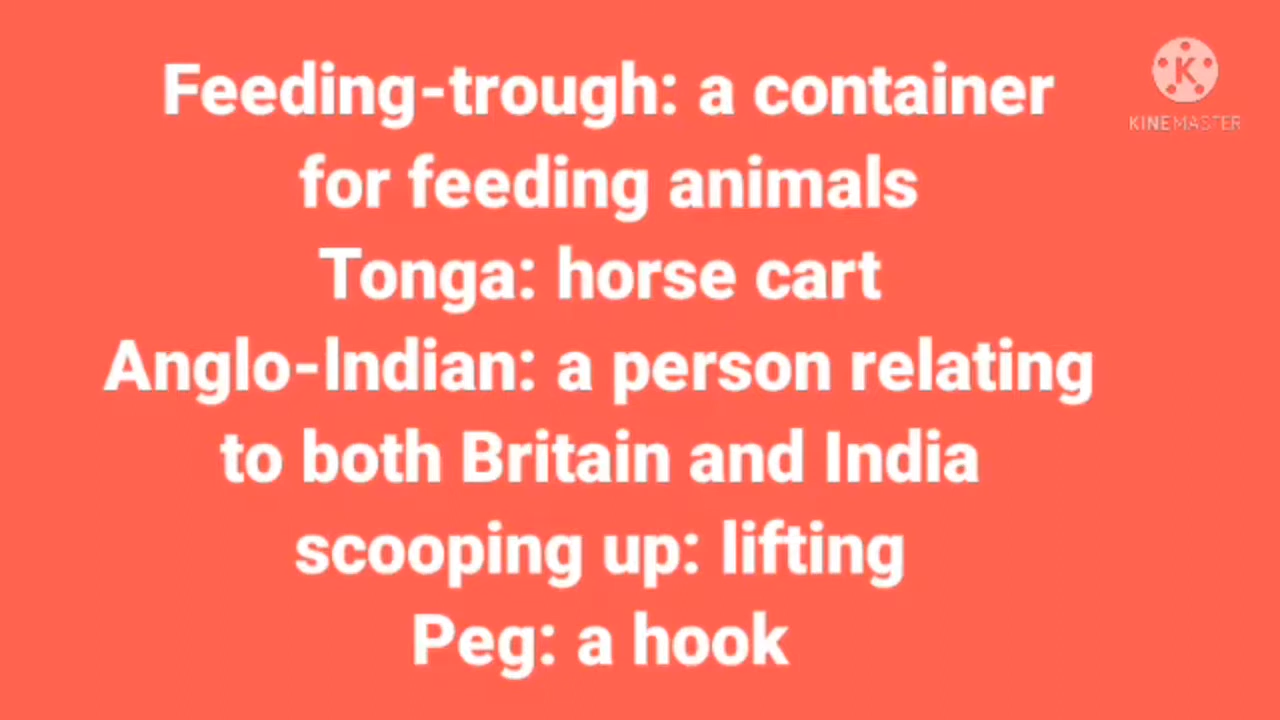 Feeding-trough: a container
for feeding animals
Tonga: horse cart
Anglo-Indian: a person relating
to both Britain and India
scooping up: lifting
Peg: a hook
K
KINEMASTER